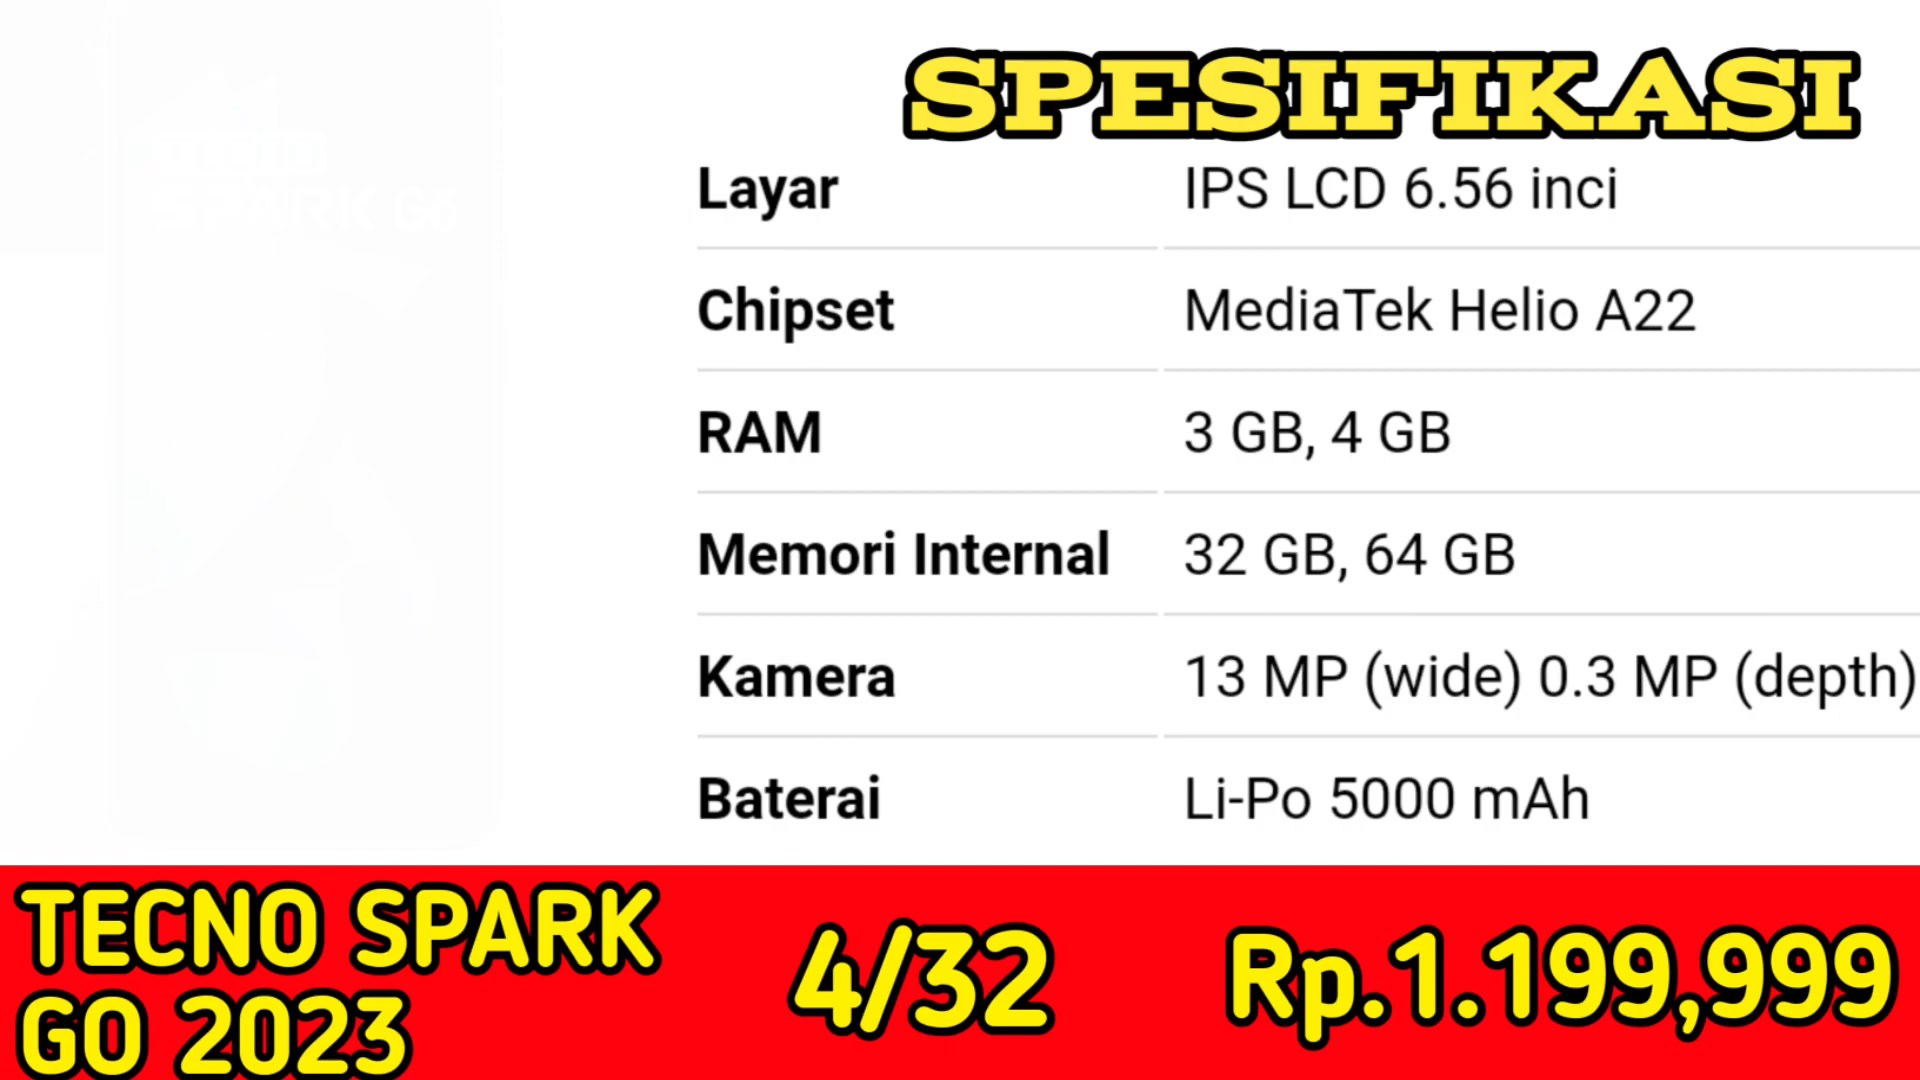 SPESIFIKASI
Layar IPS LCD 6.56 inci
Chipset MediaTek Helio A22
RAM 3 GB, 4 GB
Memori Internal 32 GB, 64 GB
Kamera 13 MP (wide) 0.3 MP (depth)
Baterai Li-Po 5000 mAh
TECNO SPARK
GO 2023
4/32
Rp.1.199,999
SPARK